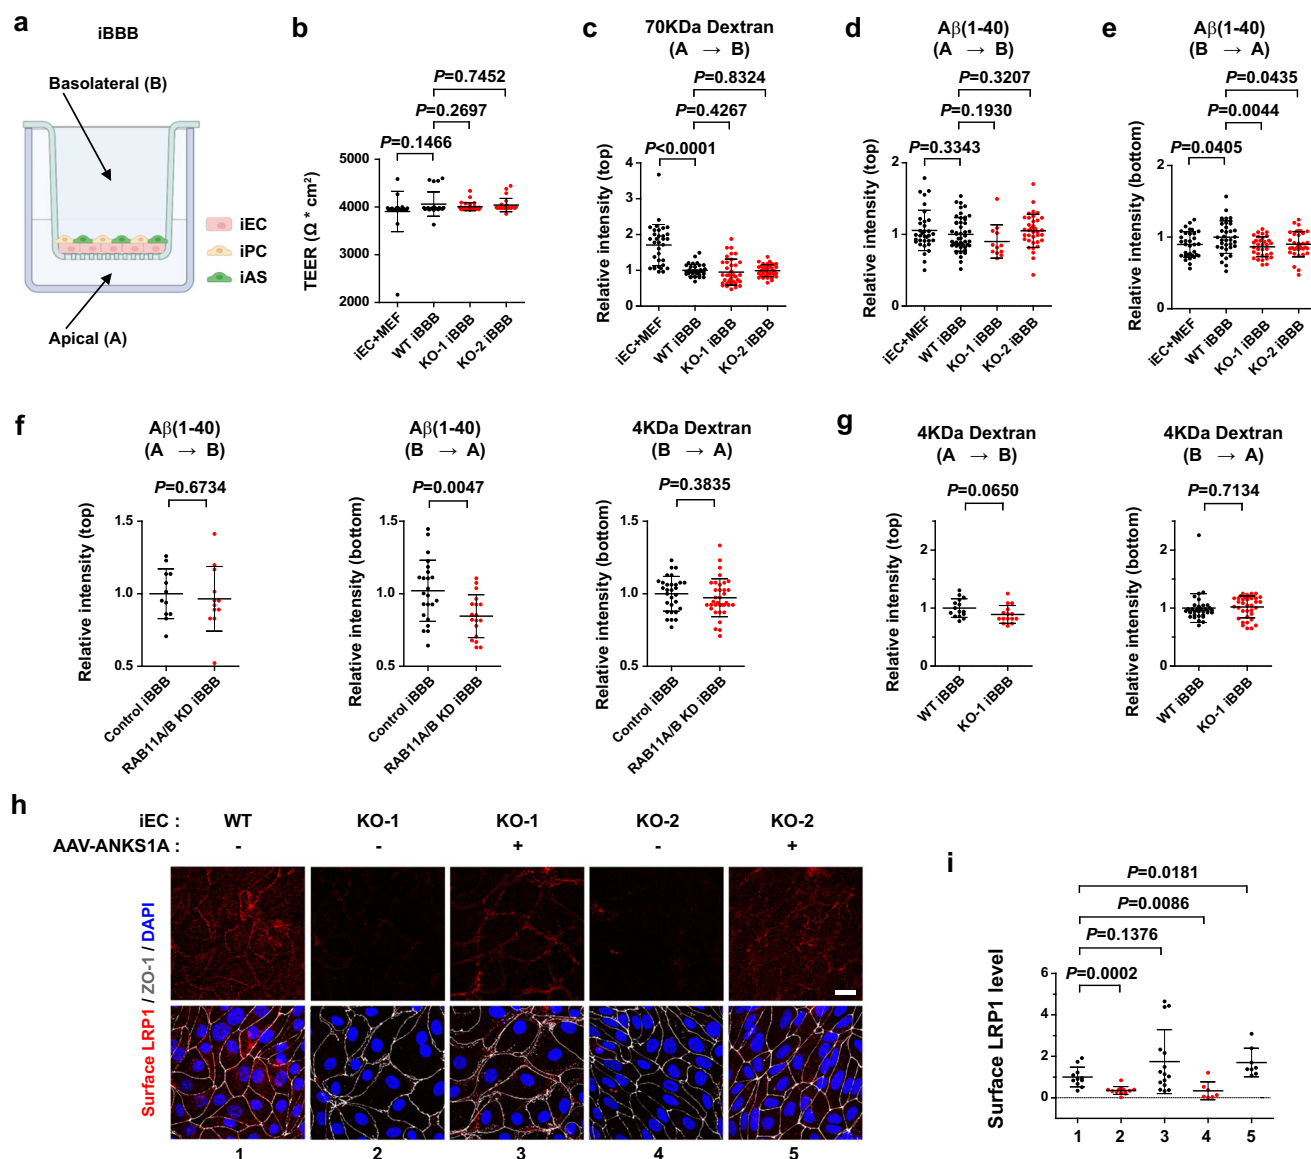 a
iBBB
Basolateral (B)
Apical (A)
iEC
iPC
iAS
b
P=0.7452
P=0.2697
P=0.1466
TEER (Ω * cm²)
5000
4000
3000
2000
iEC+MEF
WT iBBB
KO-1 iBBB
KO-2 iBBB
c
70KDa Dextran
(A → B)
P=0.8324
P=0.4267
P<0.0001
Relative intensity (top)
4
3
2
1
0
iEC+MEF
WT iBBB
KO-1 iBBB
KO-2 iBBB
d
Aβ(1-40)
(A → B)
P=0.3207
P=0.1930
P=0.3343
Relative intensity (top)
2
1
0
iEC+MEF
WT iBBB
KO-1 iBBB
KO-2 iBBB
e
Aβ(1-40)
(B → A)
P=0.0435
P=0.0044
P=0.0405
Relative intensity (bottom)
2
1
0
iEC+MEF
WT iBBB
KO-1 iBBB
KO-2 iBBB
f
Aβ(1-40)
(A → B)
P=0.6734
Relative intensity (top)
1.5
1.0
0.5
Control iBBB
RAB11A/B KD iBBB
Aβ(1-40)
(B → A)
P=0.0047
Relative intensity (bottom)
1.5
1.0
0.5
Control iBBB
RAB11A/B KD iBBB
4KDa Dextran
(B → A)
P=0.3835
Relative intensity (bottom)
1.5
1.0
0.5
Control iBBB
RAB11A/B KD iBBB
g
4KDa Dextran
(A → B)
P=0.0650
Relative intensity (top)
2
1
0
WT iBBB
KO-1 iBBB
4KDa Dextran
(B → A)
P=0.7134
Relative intensity (bottom)
2
1
0
WT iBBB
KO-1 iBBB
h
iEC : WT KO-1 KO-1 KO-2 KO-2
AAV-ANKS1A : - - + - +
Surface LRP1 / ZO-1 / DAPI
1 2 3 4 5
i
P=0.0181
P=0.0086
P=0.1376
P=0.0002
Surface LRP1 level
6
4
2
0
1 2 3 4 5